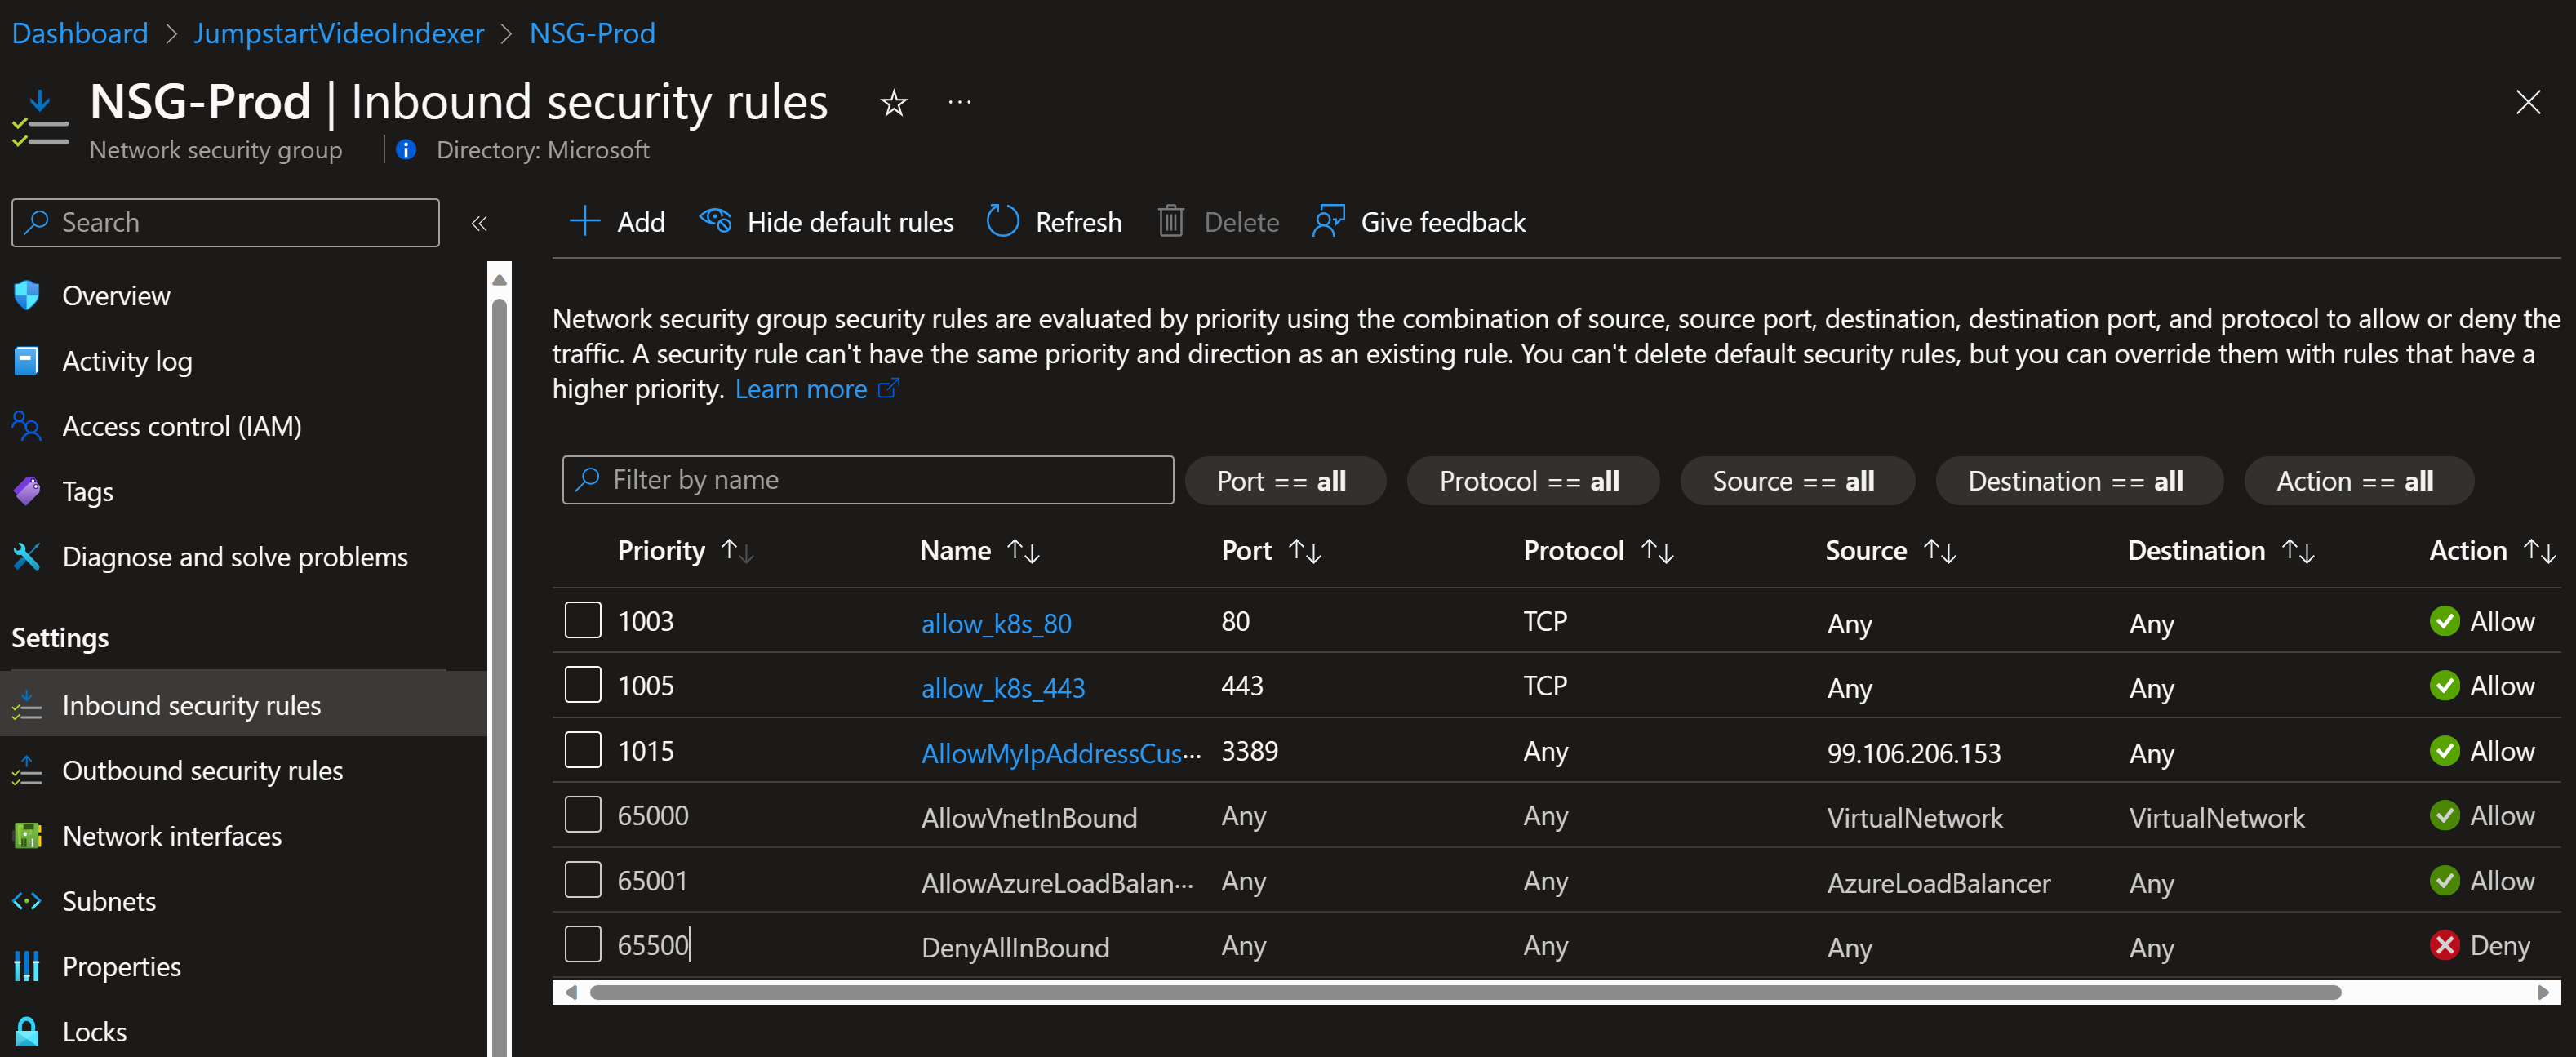 Dashboard > JumpstartVideoIndexer > NSG-Prod
NSG-Prod | Inbound security rules
Network security group
Directory: Microsoft
Search
Overview
Activity log
Access control (IAM)
Tags
Diagnose and solve problems
Settings
Inbound security rules
Outbound security rules
Network interfaces
Subnets
Properties
Locks
Add Hide default rules Refresh Delete Give feedback
Network security group security rules are evaluated by priority using the combination of source, source port, destination, destination port, and protocol to allow or deny the
traffic. A security rule can't have the same priority and direction as an existing rule. You can't delete default security rules, but you can override them with rules that have a
higher priority. Learn more
Filter by name Port == all Protocol == all Source == all Destination == all Action == all
Priority Name Port Protocol Source Destination Action
1003 allow_k8s_80 80 TCP Any Any Allow
1005 allow_k8s_443 443 TCP Any Any Allow
1015 AllowMyIpAddressCus... 3389 Any 99.106.206.153 Any Allow
65000 AllowVnetInBound Any Any VirtualNetwork VirtualNetwork Allow
65001 AllowAzureLoadBalan... Any Any AzureLoadBalancer Any Allow
65500 DenyAllInBound Any Any Any Any Deny